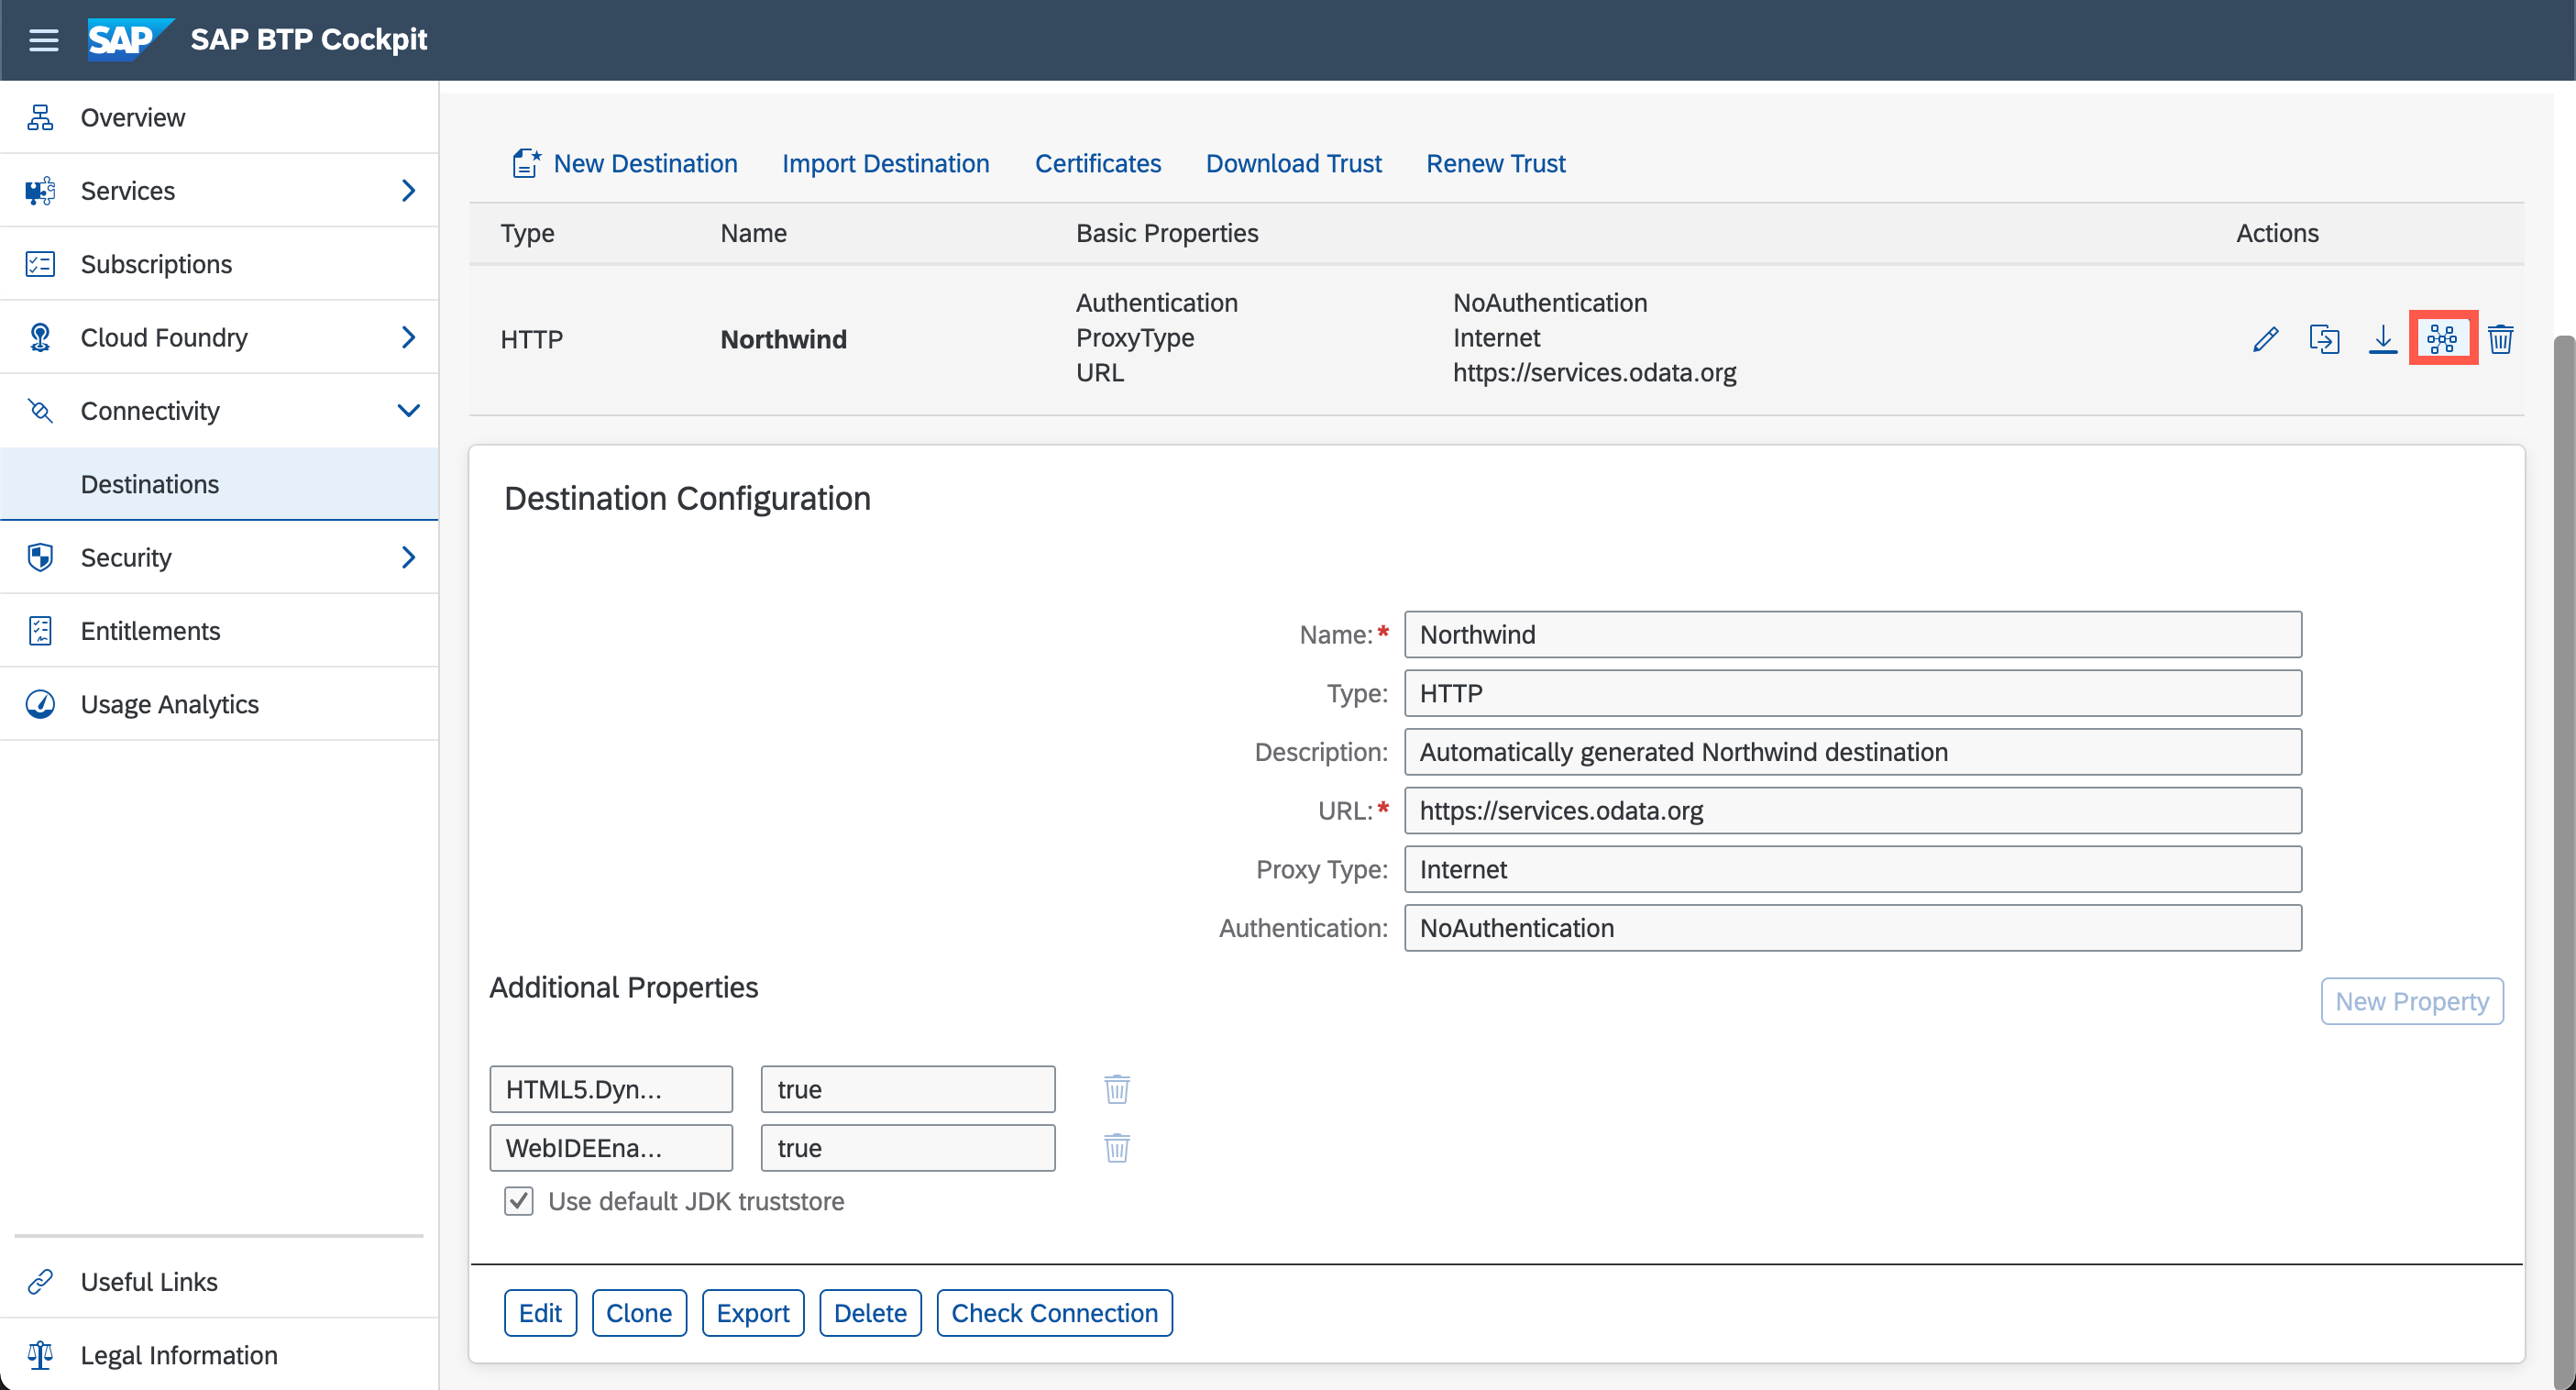 SAP SAP BTP Cockpit
Overview
Services
Subscriptions
Cloud Foundry
Connectivity
Destinations
Security
Entitlements
Usage Analytics
Useful Links
Legal Information
New Destination Import Destination Certificates Download Trust Renew Trust
Type Name Basic Properties Actions
HTTP Northwind
Authentication NoAuthentication
ProxyType Internet
URL https://services.odata.org
Destination Configuration
Name:* Northwind
Type: HTTP
Description: Automatically generated Northwind destination
URL:* https://services.odata.org
Proxy Type: Internet
Authentication: NoAuthentication
Additional Properties
New Property
HTML5.Dyn... true
WebIDEEna... true
Use default JDK truststore
Edit Clone Export Delete Check Connection